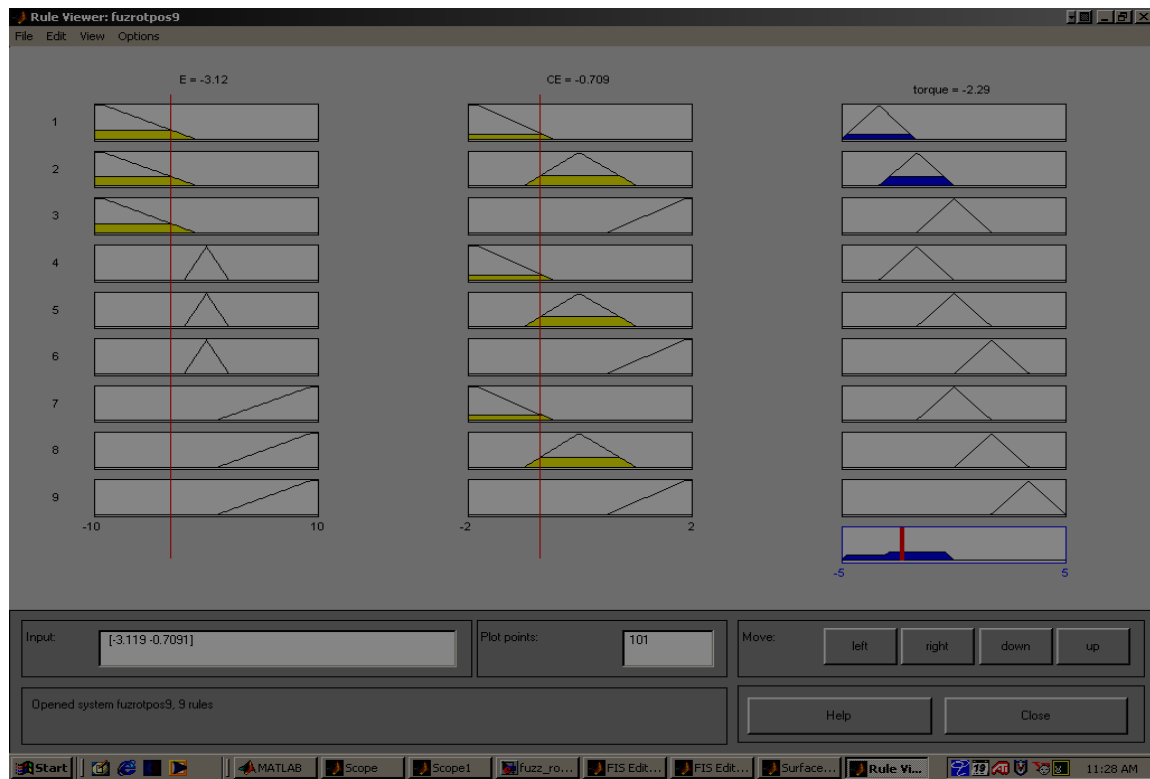 Rule Viewer: fuzrotpos9
File Edit View Options
E = -3.12
CE = -0.709
torque = -2.29
1
2
3
4
5
6
7
8
9
-10 10
-2 2
-5 5
Input: [-3.119 -0.7091]
Plot points: 101
Move: left right down up
Opened system fuzrotpos9, 9 rules
Help Close
Start MATLAB Scope Scope1 fuzz_ro... FIS Edit... FIS Edit... Surface... Rule Vi... 11:28 AM